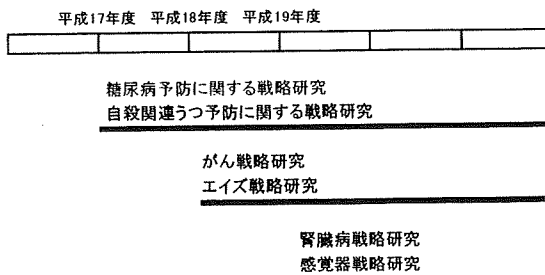 平成17年度 平成18年度 平成19年度
糖尿病予防に関する戦略研究
自殺関連うつ予防に関する戦略研究
がん戦略研究
エイズ戦略研究
腎臓病戦略研究
感覚器戦略研究